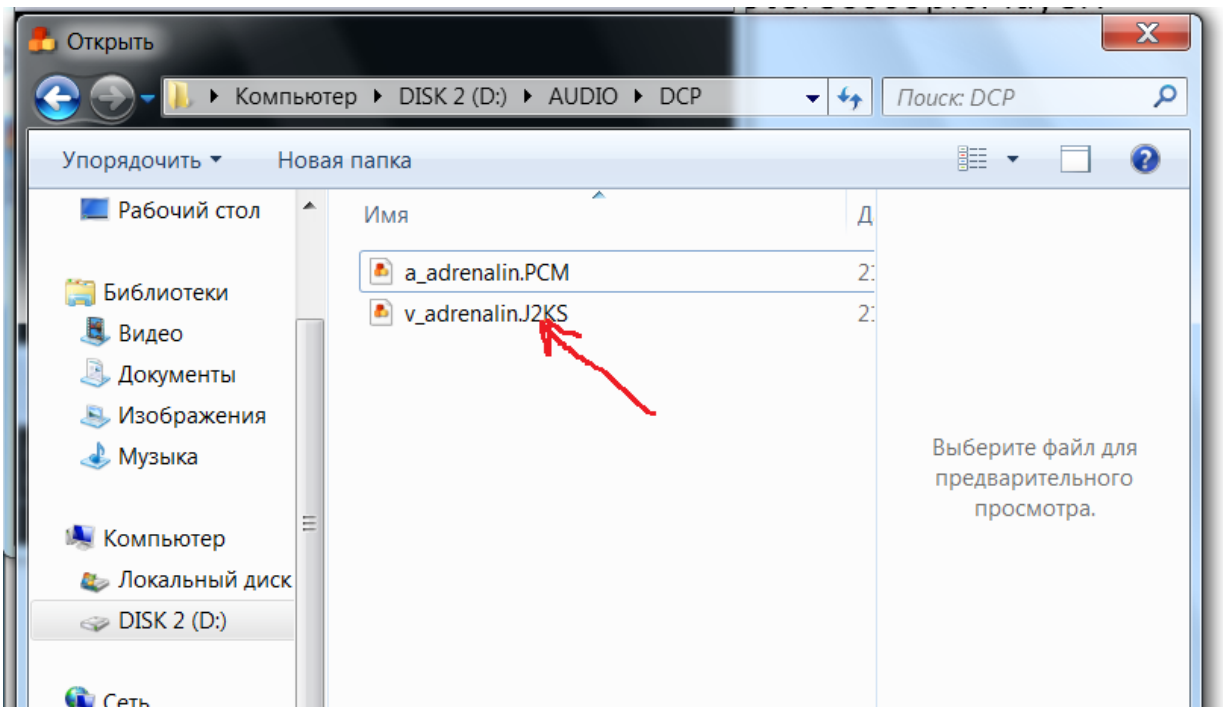 Открыть
Компьютер DISK 2 (D:) AUDIO DCP
Поиск: DCP
Упорядочить
Новая папка
Рабочий стол
Библиотеки
Видео
Документы
Изображения
Музыка
Компьютер
Локальный диск
DISK 2 (D:)
Сеть
Имя
Д
a_adrenalin.PCM
v_adrenalin.J2KS
Выберите файл для
предварительного
просмотра.